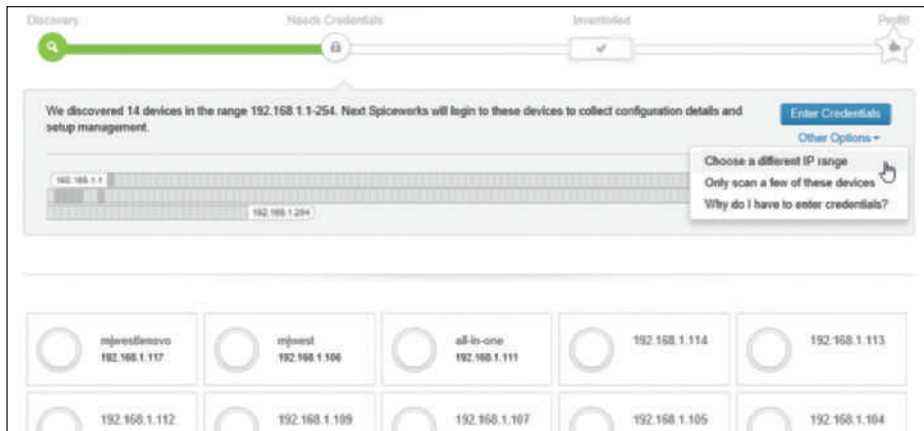 Discovery
Needs Credentials
Inventoried
Profit!
We discovered 14 devices in the range 192.168.1.1-254. Next Spiceworks will login to these devices to collect configuration details and
setup management.
Enter Credentials
Other Options
Choose a different IP range
Only scan a few of these devices
Why do I have to enter credentials?
192.168.1.1
192.168.1.254
mjwestlenovo
192.168.1.117
mjwest
192.168.1.106
all-in-one
192.168.1.111
192.168.1.114
192.168.1.113
192.168.1.112
192.168.1.109
192.168.1.107
192.168.1.105
192.168.1.104